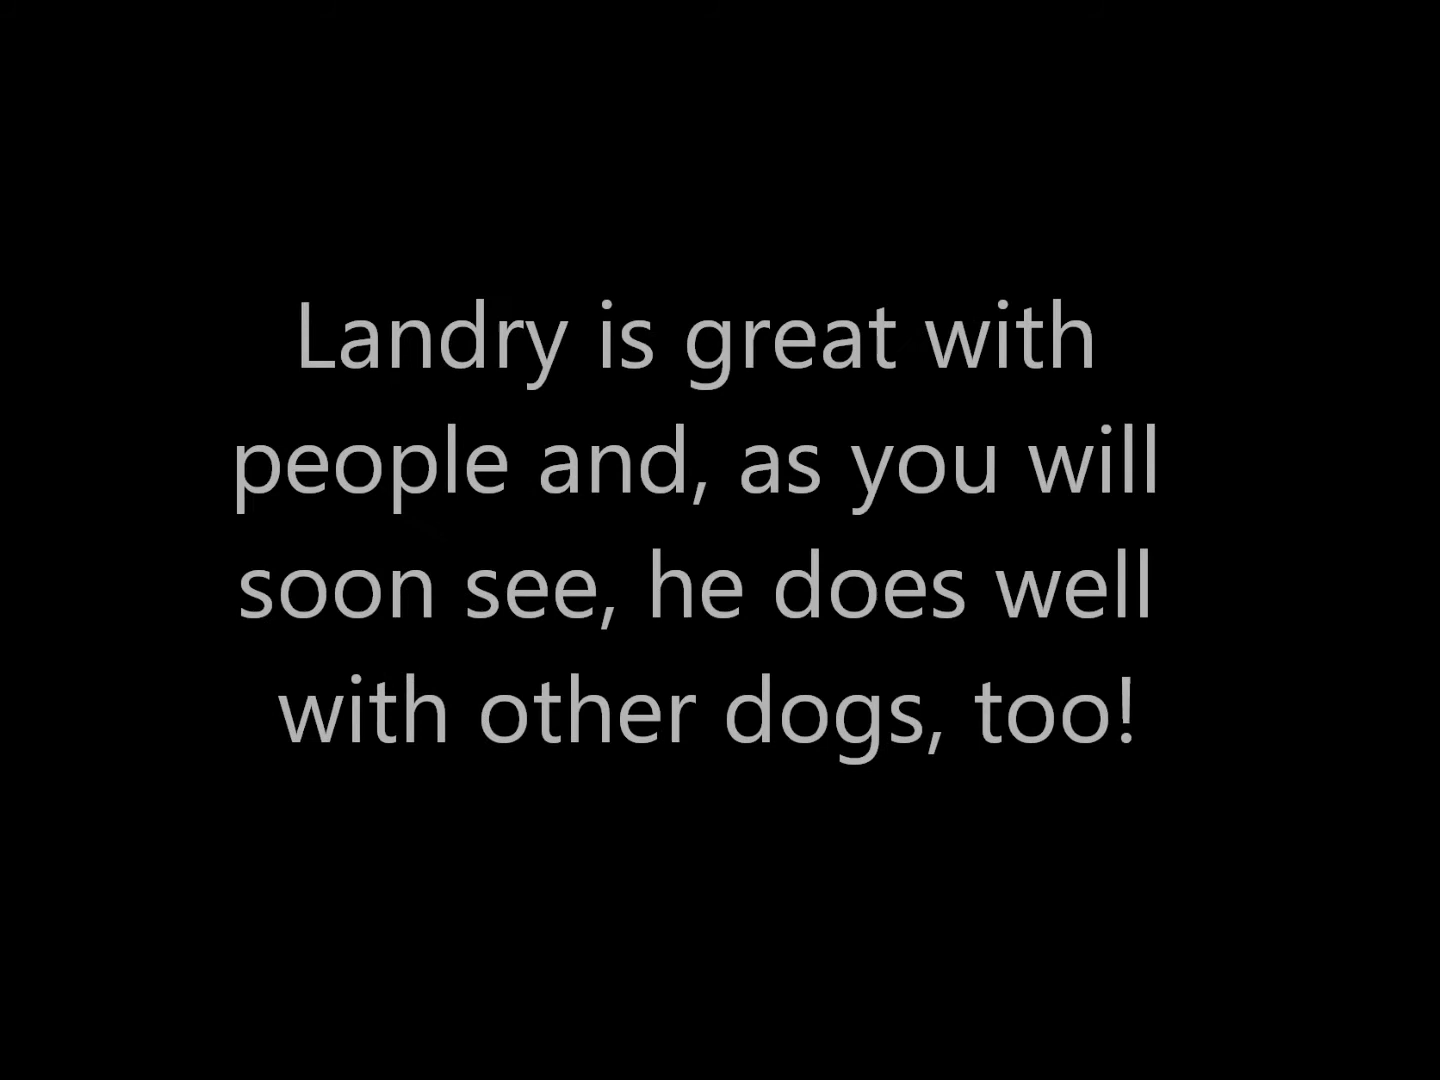 Landry is great with
people and, as you will
soon see, he does well
with other dogs, too!